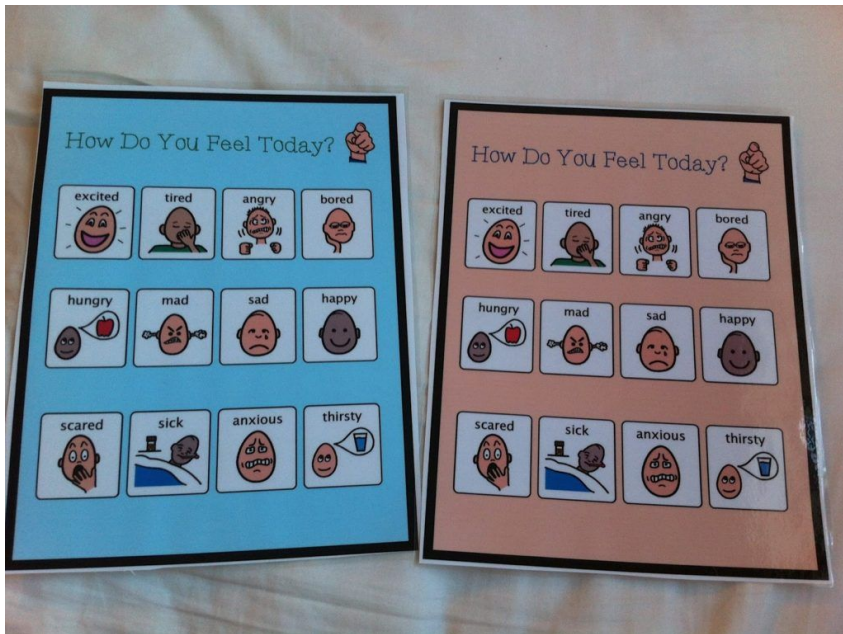 How Do You Feel Today?
excited tired angry bored
hungry mad sad happy
scared sick anxious thirsty
How Do You Feel Today?
excited tired angry bored
hungry mad sad happy
scared sick anxious thirsty